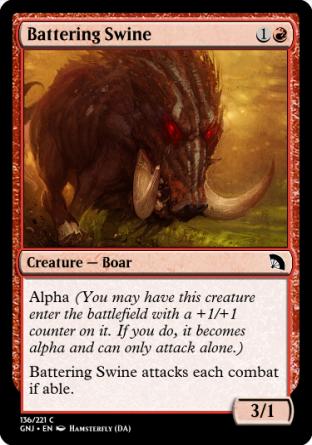 Battering Swine 1
Creature — Boar
Alpha (You may have this creature
enter the battlefield with a +1/+1
counter on it. If you do, it becomes
alpha and can only attack alone.)
Battering Swine attacks each combat
if able.
3/1
136/221 C
GNJ • EN HAMSTERFLY (DA)